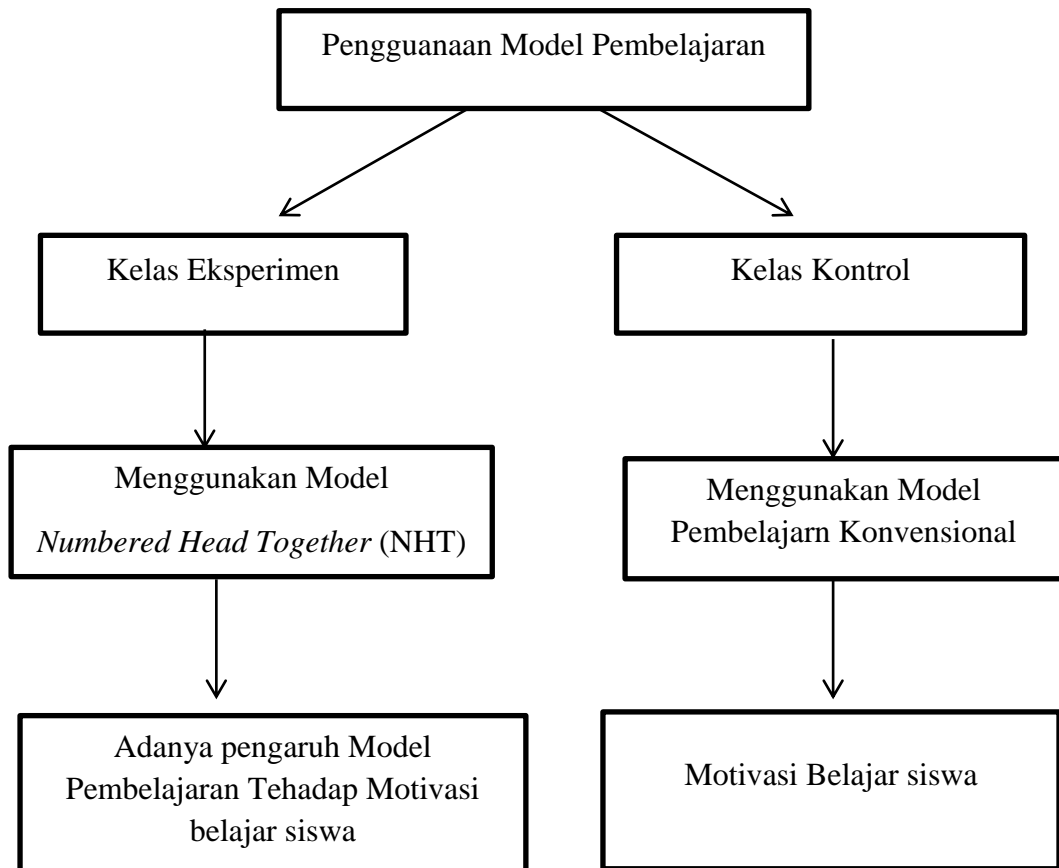 Pengguanaan Model Pembelajaran
Kelas Eksperimen
Kelas Kontrol
Menggunakan Model
Numbered Head Together (NHT)
Menggunakan Model
Pembelajarn Konvensional
Adanya pengaruh Model
Pembelajaran Tehadap Motivasi
belajar siswa
Motivasi Belajar siswa